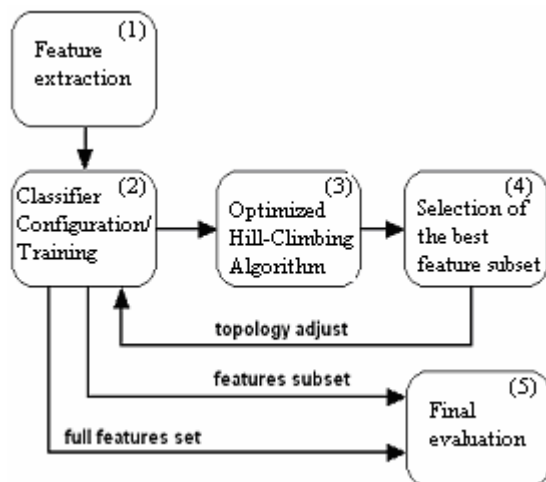 (1)
Feature
extraction
(2)
Classifier
Configuration/
Training
(3)
Optimized
Hill-Climbing
Algorithm
(4)
Selection of
the best
feature subset
topology adjust
features subset
full features set
(5)
Final
evaluation